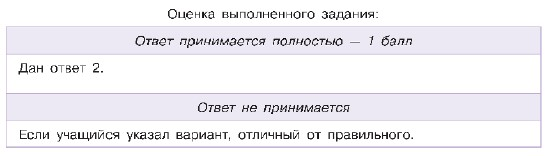 Оценка выполненного задания:
Ответ принимается полностью — 1 балл
Дан ответ 2.
Ответ не принимается
Если учащийся указал вариант, отличный от правильного.